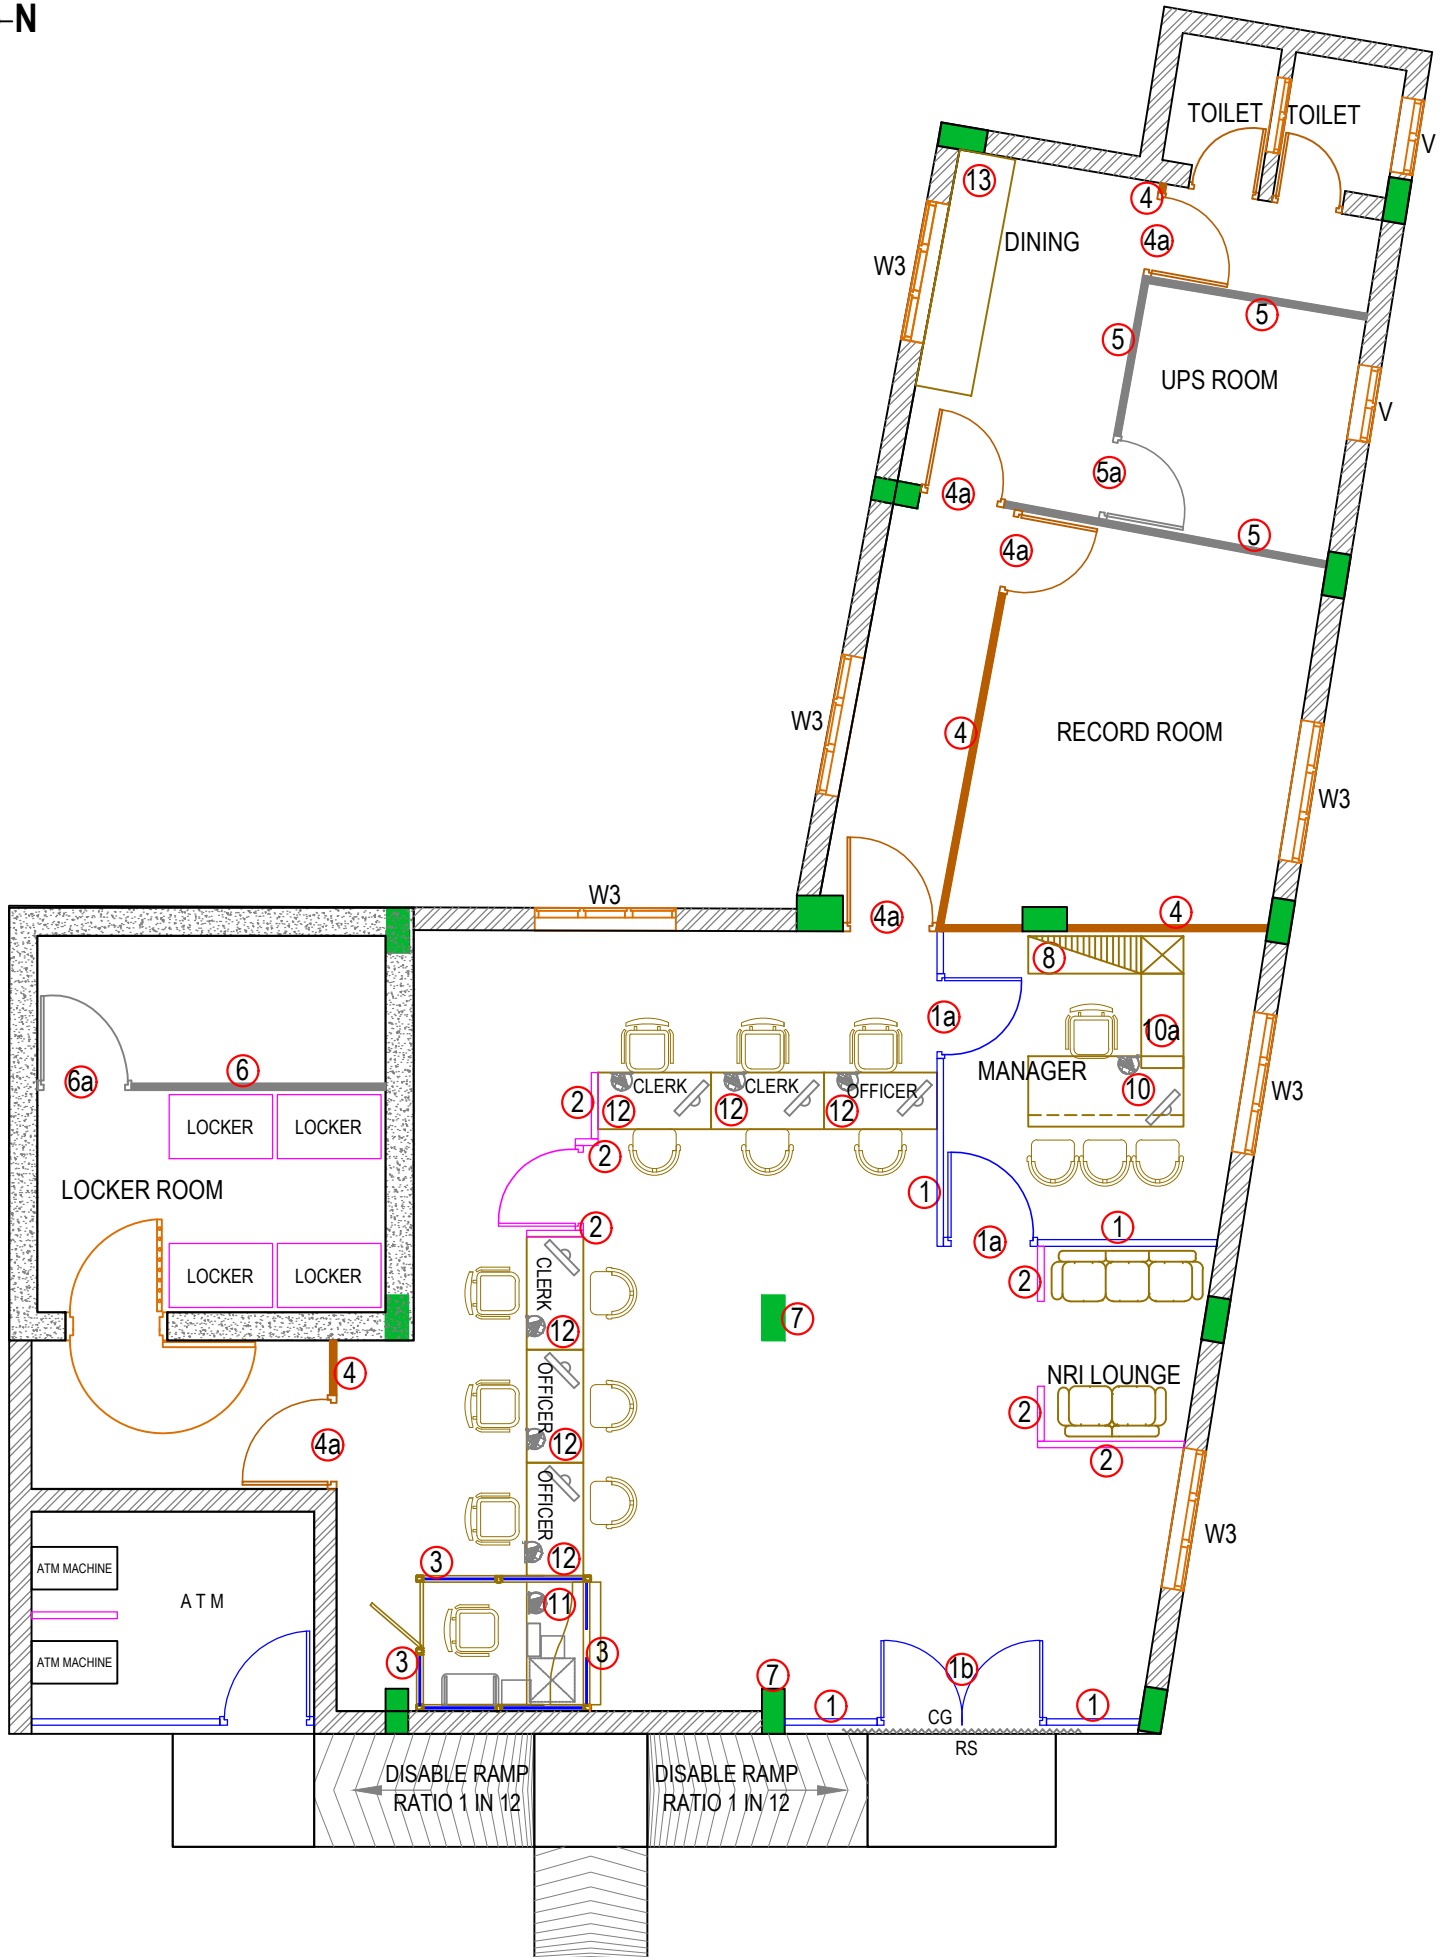 N
TOILET
TOILET
V
13
4
DINING
4a
W3
5
5
UPS ROOM
V
5a
4a
5
4a
W3
4
RECORD ROOM
W3
W3
4a
4
8
1a
10a
6
6a
MANAGER
10
W3
CLERK
CLERK
OFFICER
2
12
12
12
LOCKER
LOCKER
2
LOCKER ROOM
1
2
1a
1
LOCKER
LOCKER
CLERK
2
12
7
4
OFFICER
NRI LOUNGE
2
4a
12
2
OFFICER
W3
12
3
ATM MACHINE
A T M
11
ATM MACHINE
3
3
7
1b
1
1
CG
RS
DISABLE RAMP
RATIO 1 IN 12
DISABLE RAMP
RATIO 1 IN 12